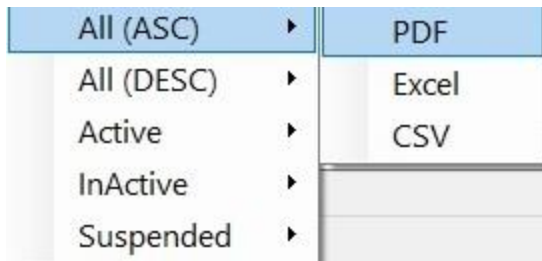 All (ASC)
All (DESC)
Active
InActive
Suspended
PDF
Excel
CSV